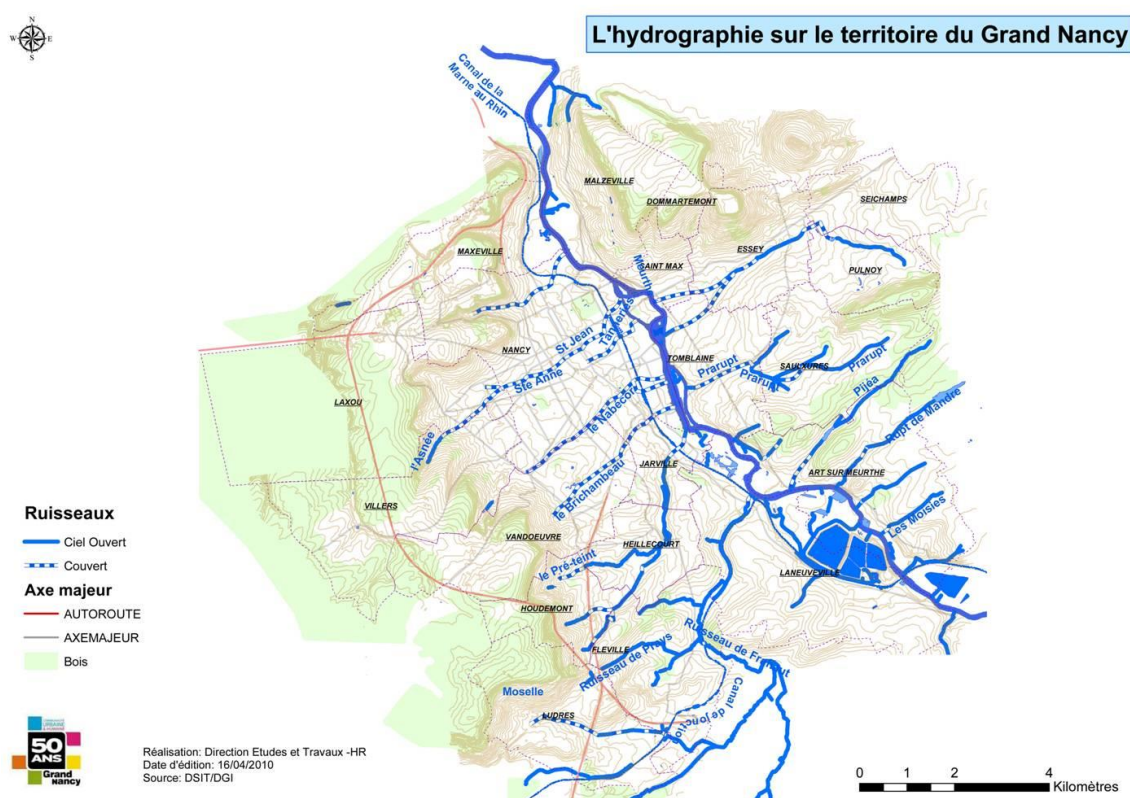 L'hydrographie sur le territoire du Grand Nancy
N
W
E
S
Canal de la
Marne au Rhin
MALZEVILLE
DOMMARTEMONT
SEICHAMPS
MAXEVILLE
ESSEY
SAINT MAX
PULNOY
Meurth
Tanneries
St Jean
NANCY
Ste Anne
TOMBLAINE
Prarupt
Prarupt
SAULXURES
Prarupt
Pijéa
Rupt de Mandre
LAXOU
le Nabecor
l'Asnée
JARVILLE
ART SUR MEURTHE
le Brichambeau
VILLERS
Les Moisies
VANDOEUVRE
HEILLECOURT
LANEUVEVILLE
le Pré-teint
HOUDEMONT
Ruisseau de Frahaut
FLEVILLE
Ruisseau de Prays
Moselle
Canal de jonctio
LUDRES
Ruisseaux
Ciel Ouvert
Couvert
Axe majeur
AUTOROUTE
AXEMAJEUR
Bois
50
ANS
Grand
Nancy
Réalisation: Direction Etudes et Travaux -HR
Date d'édition: 16/04/2010
Source: DSIT/DGI
0 1 2 4
Kilomètres